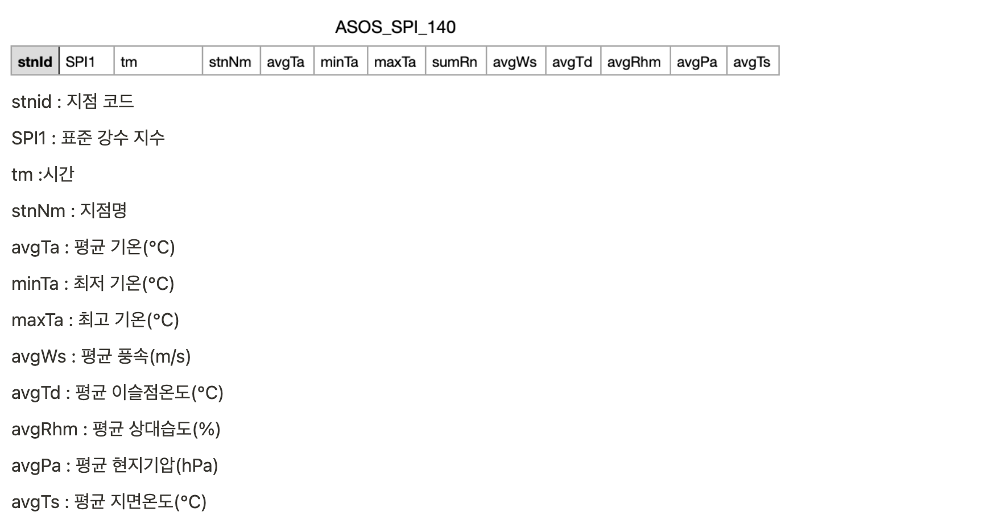 ASOS_SPI_140
stnId SPI1 tm stnNm avgTa minTa maxTa sumRn avgWs avgTd avgRhm avgPa avgTs
stnid : 지점 코드
SPI1 : 표준 강수 지수
tm :시간
stnNm : 지점명
avgTa : 평균 기온(°C)
minTa : 최저 기온(°C)
maxTa : 최고 기온(°C)
avgWs : 평균 풍속(m/s)
avgTd : 평균 이슬점온도(°C)
avgRhm : 평균 상대습도(%)
avgPa : 평균 현지기압(hPa)
avgTs : 평균 지면온도(°C)